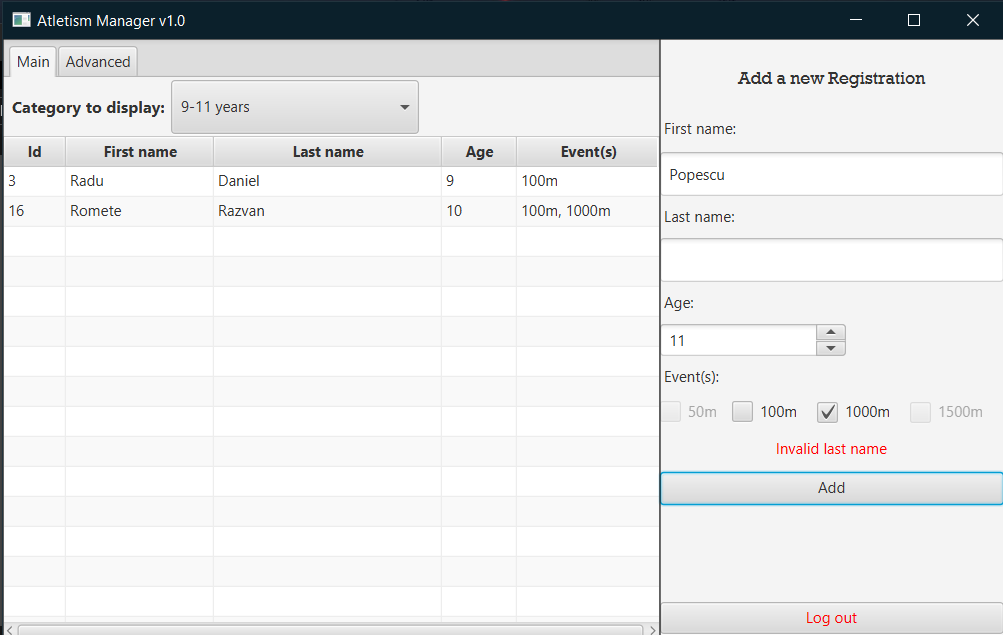 Atletism Manager v1.0
Main Advanced
Category to display: 9-11 years
Id First name Last name Age Event(s)
3 Radu Daniel 9 100m
16 Romete Razvan 10 100m, 1000m
Add a new Registration
First name:
Popescu
Last name:
Age:
11
Event(s):
50m 100m 1000m 1500m
Invalid last name
Add
Log out